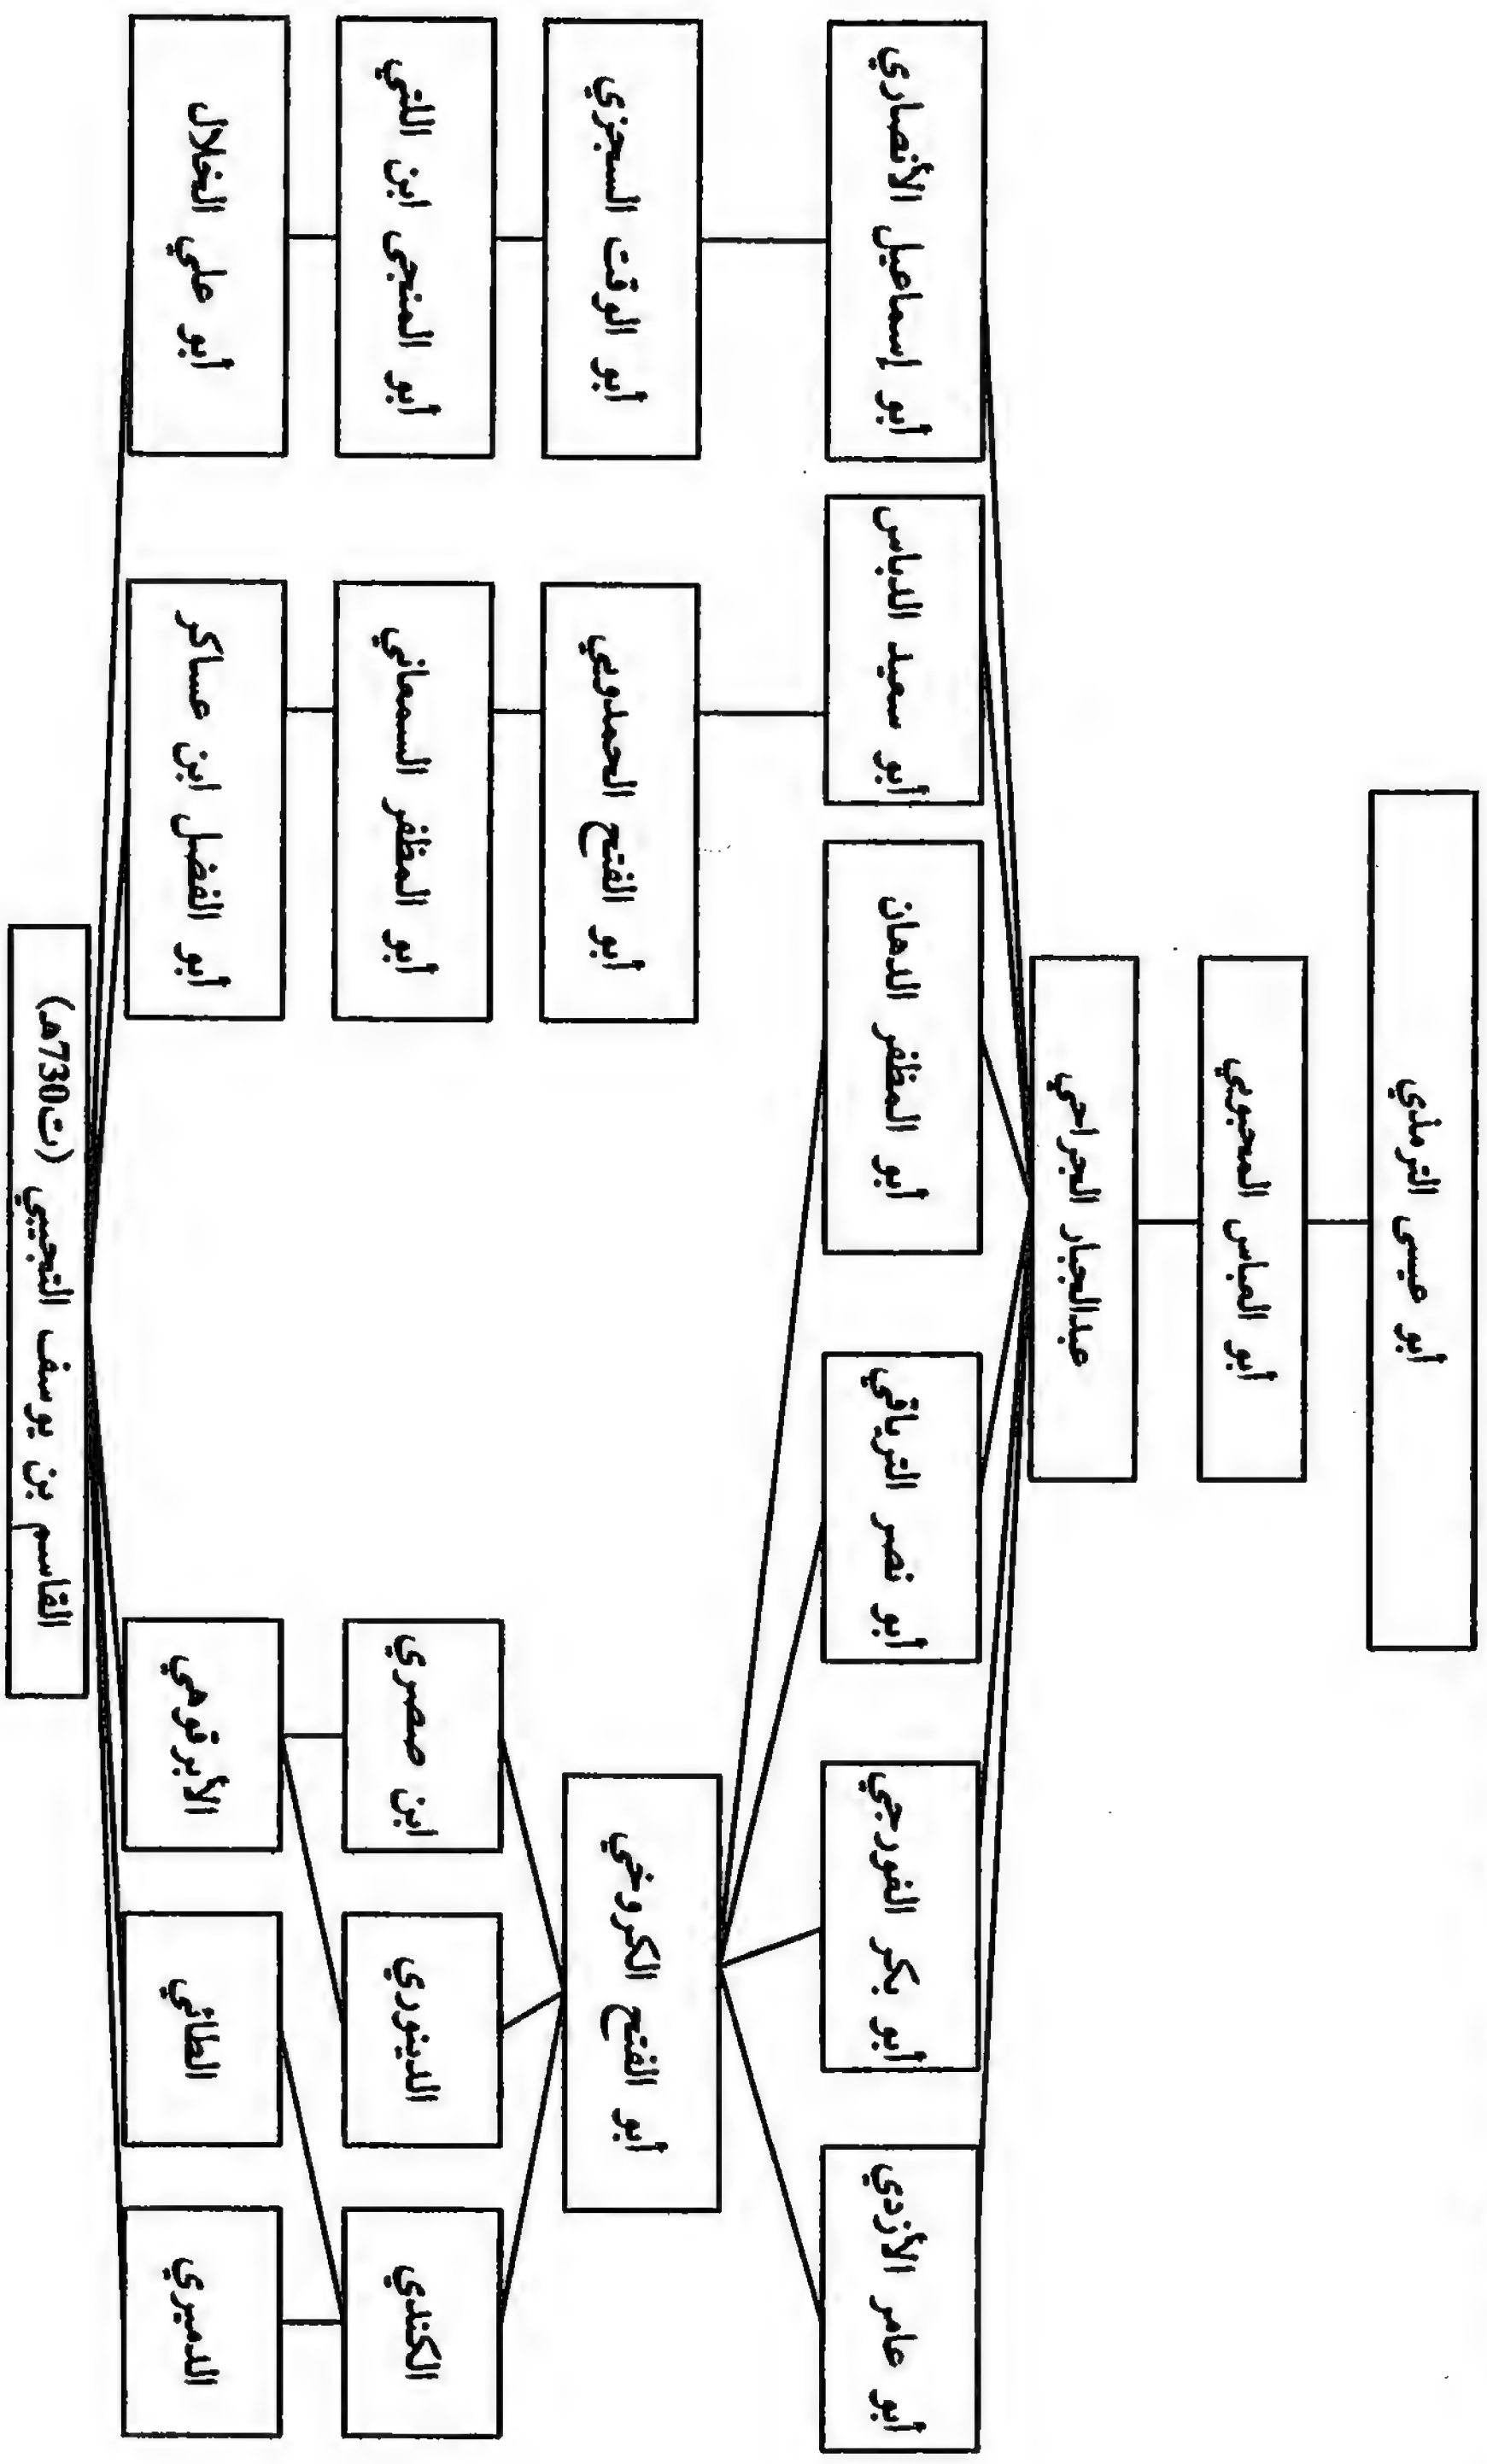 أبو عيسى الترمذي
أبو العباس المحبوبي
عبدالجبار الجراحي
أبو عامر الأزدي
أبو بكر الغورجي
أبو نصر الترياقي
أبو المظفر الدهان
أبو سعيد الدباس
أبو إسماعيل الأنصاري
أبو الفتح الكروخي
أبو الفتح الحمدويي
أبو الوقت السجزي
الكندي
الدينوري
ابن صصري
أبو المظفر السمعاني
أبو المنجى ابن اللتي
الدميري
الطائي
الأبرقوهي
أبو الفضل ابن عساكر
أبو علي الخلال
القاسم بن يوسف التجيبي (ت730هـ)